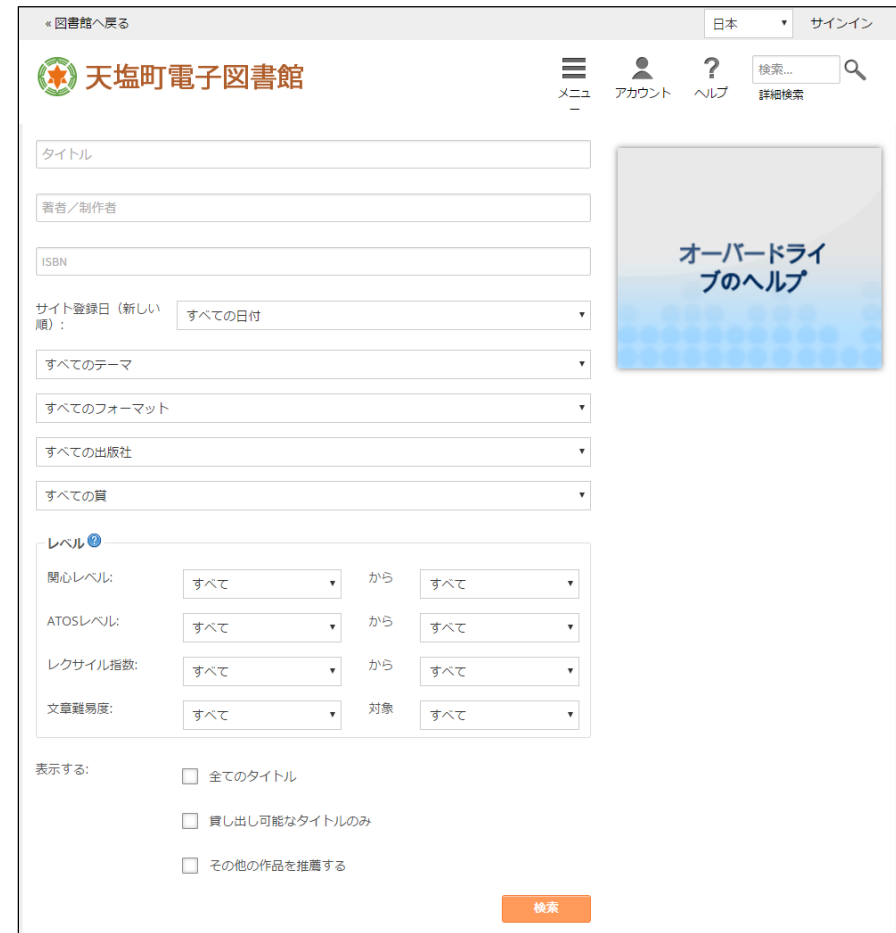 « 図書館へ戻る
日本 ▼ サインイン
天塩町電子図書館
メニュ
ー
アカウント
?
ヘルプ
検索...
詳細検索
タイトル
著者／制作者
ISBN
サイト登録日（新しい
順）:
すべての日付
すべてのテーマ
すべてのフォーマット
すべての出版社
すべての賞
オーバードライ
ブのヘルプ
レベル ?
関心レベル: すべて から すべて
ATOSレベル: すべて から すべて
レクサイル指数: すべて から すべて
文章難易度: すべて 対象 すべて
表示する:
全てのタイトル
貸し出し可能なタイトルのみ
その他の作品を推薦する
検索